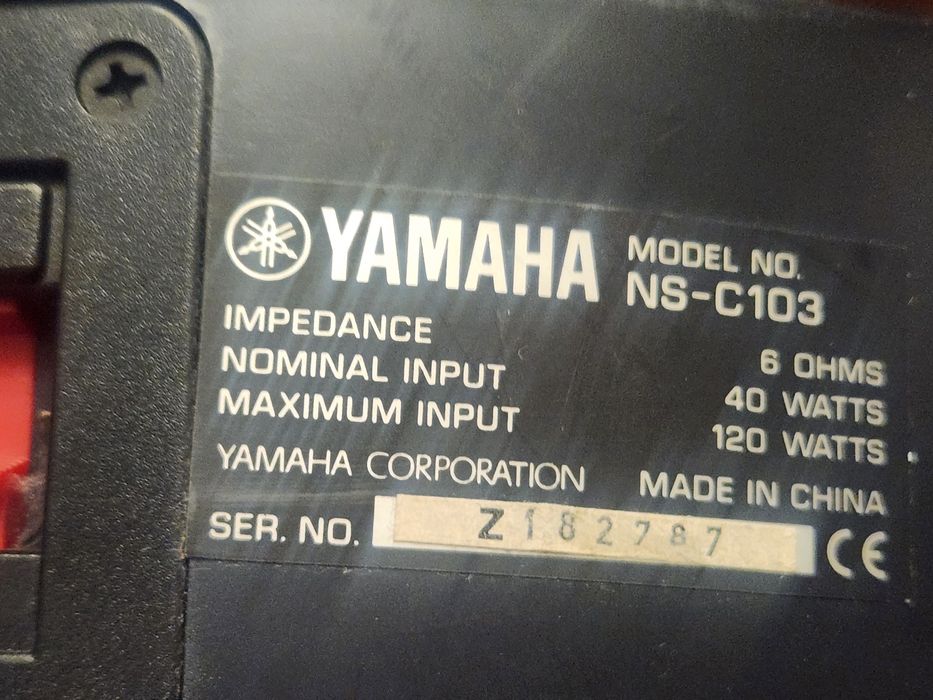 YAMAHA MODEL NO.
NS-C103
IMPEDANCE 6 OHMS
NOMINAL INPUT 40 WATTS
MAXIMUM INPUT 120 WATTS
YAMAHA CORPORATION MADE IN CHINA
SER. NO. Z182787 CE